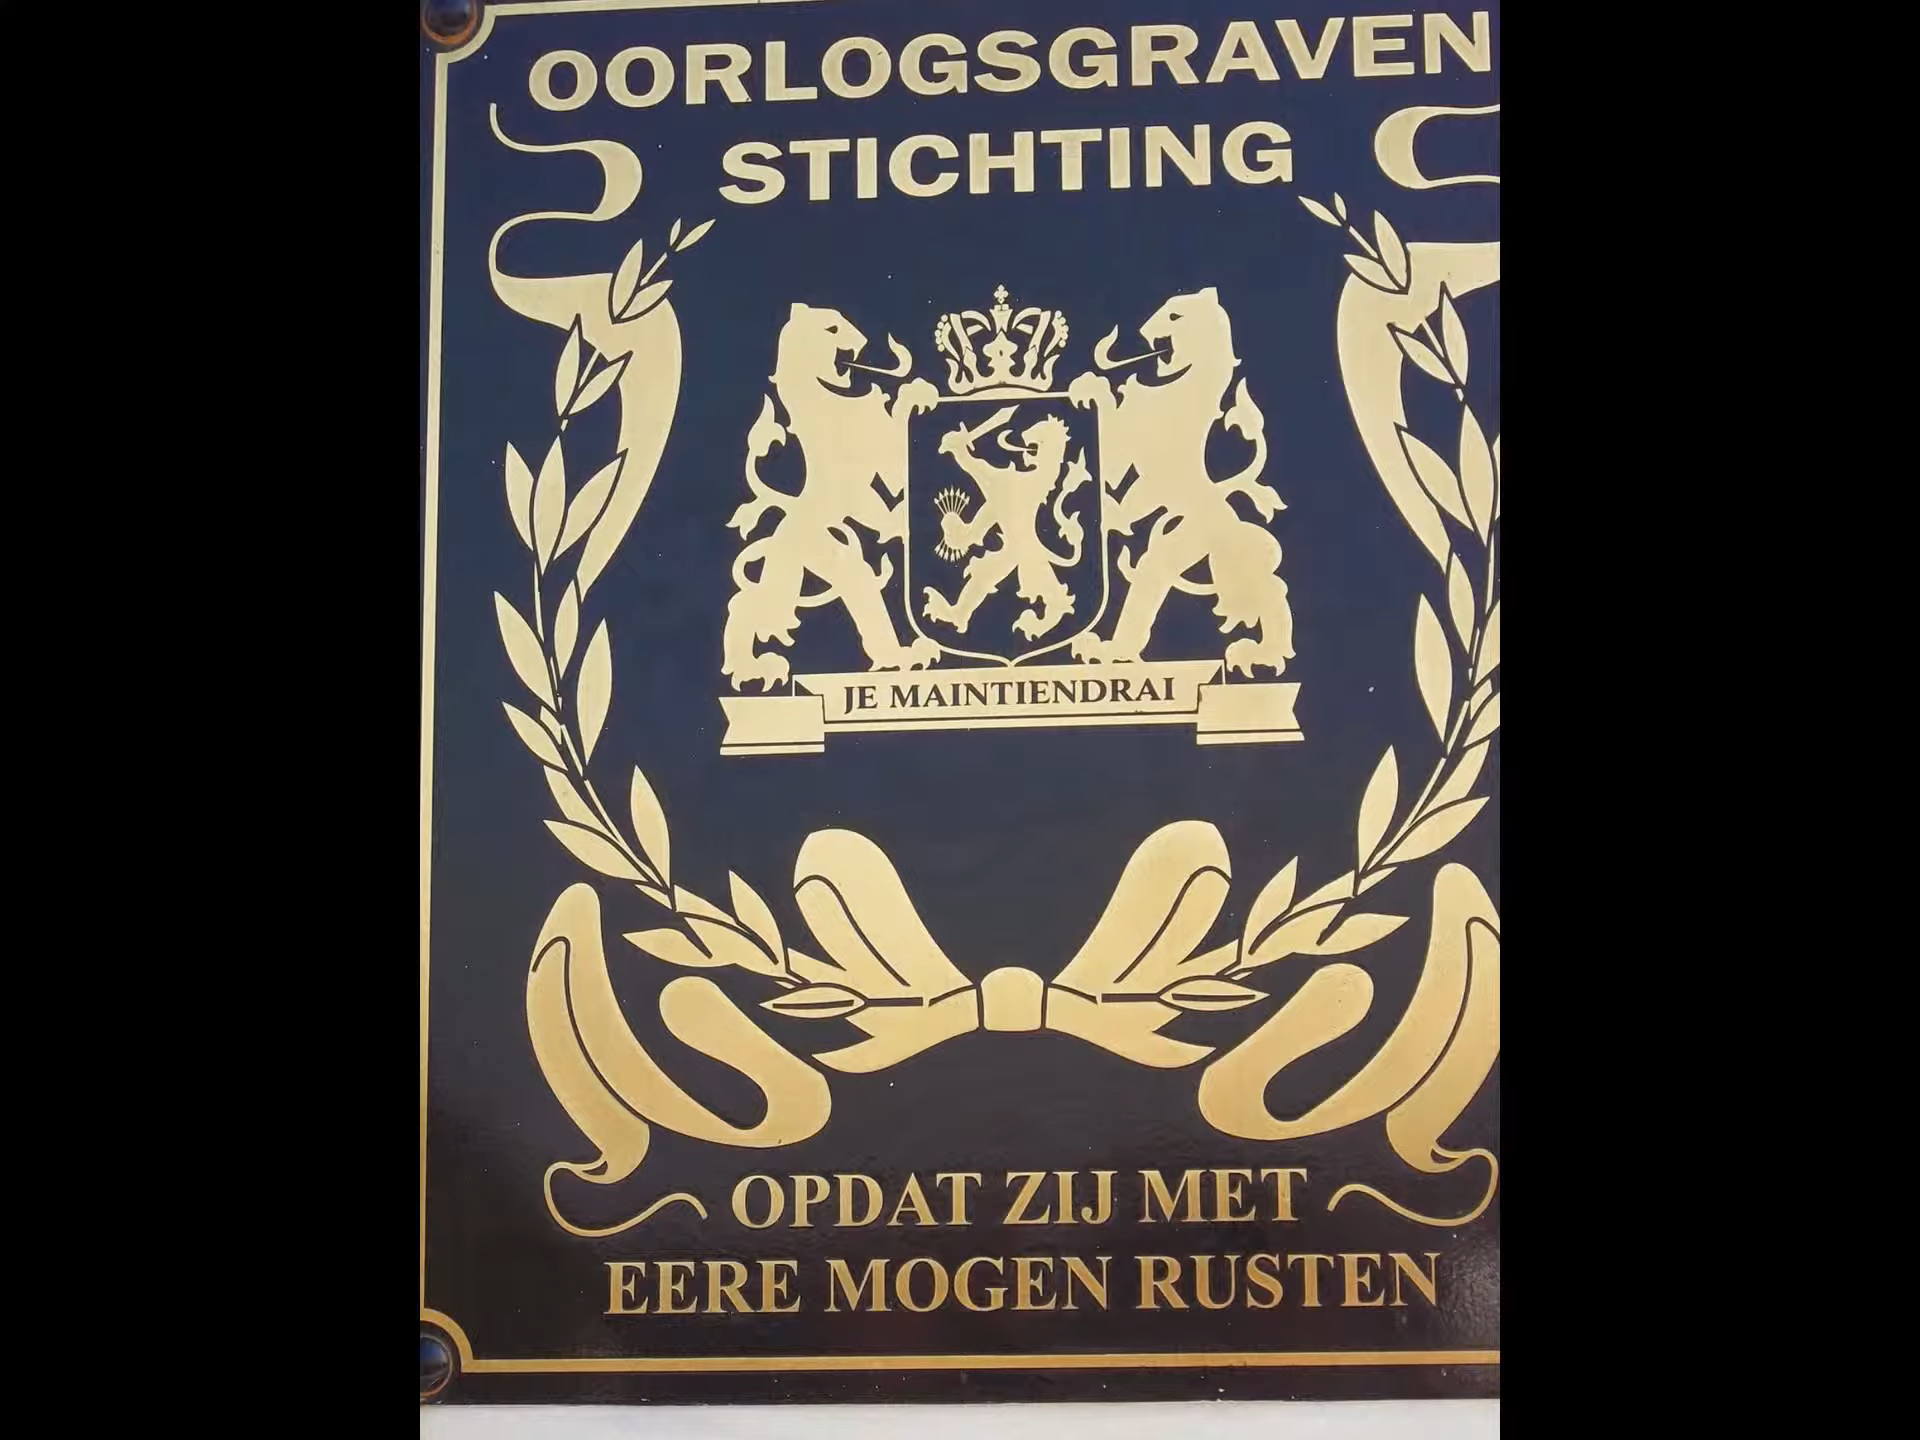 OORLOGSGRAVEN
STICHTING
JE MAINTIENDRAI
OPDAT ZIJ MET
EERE MOGEN RUSTEN